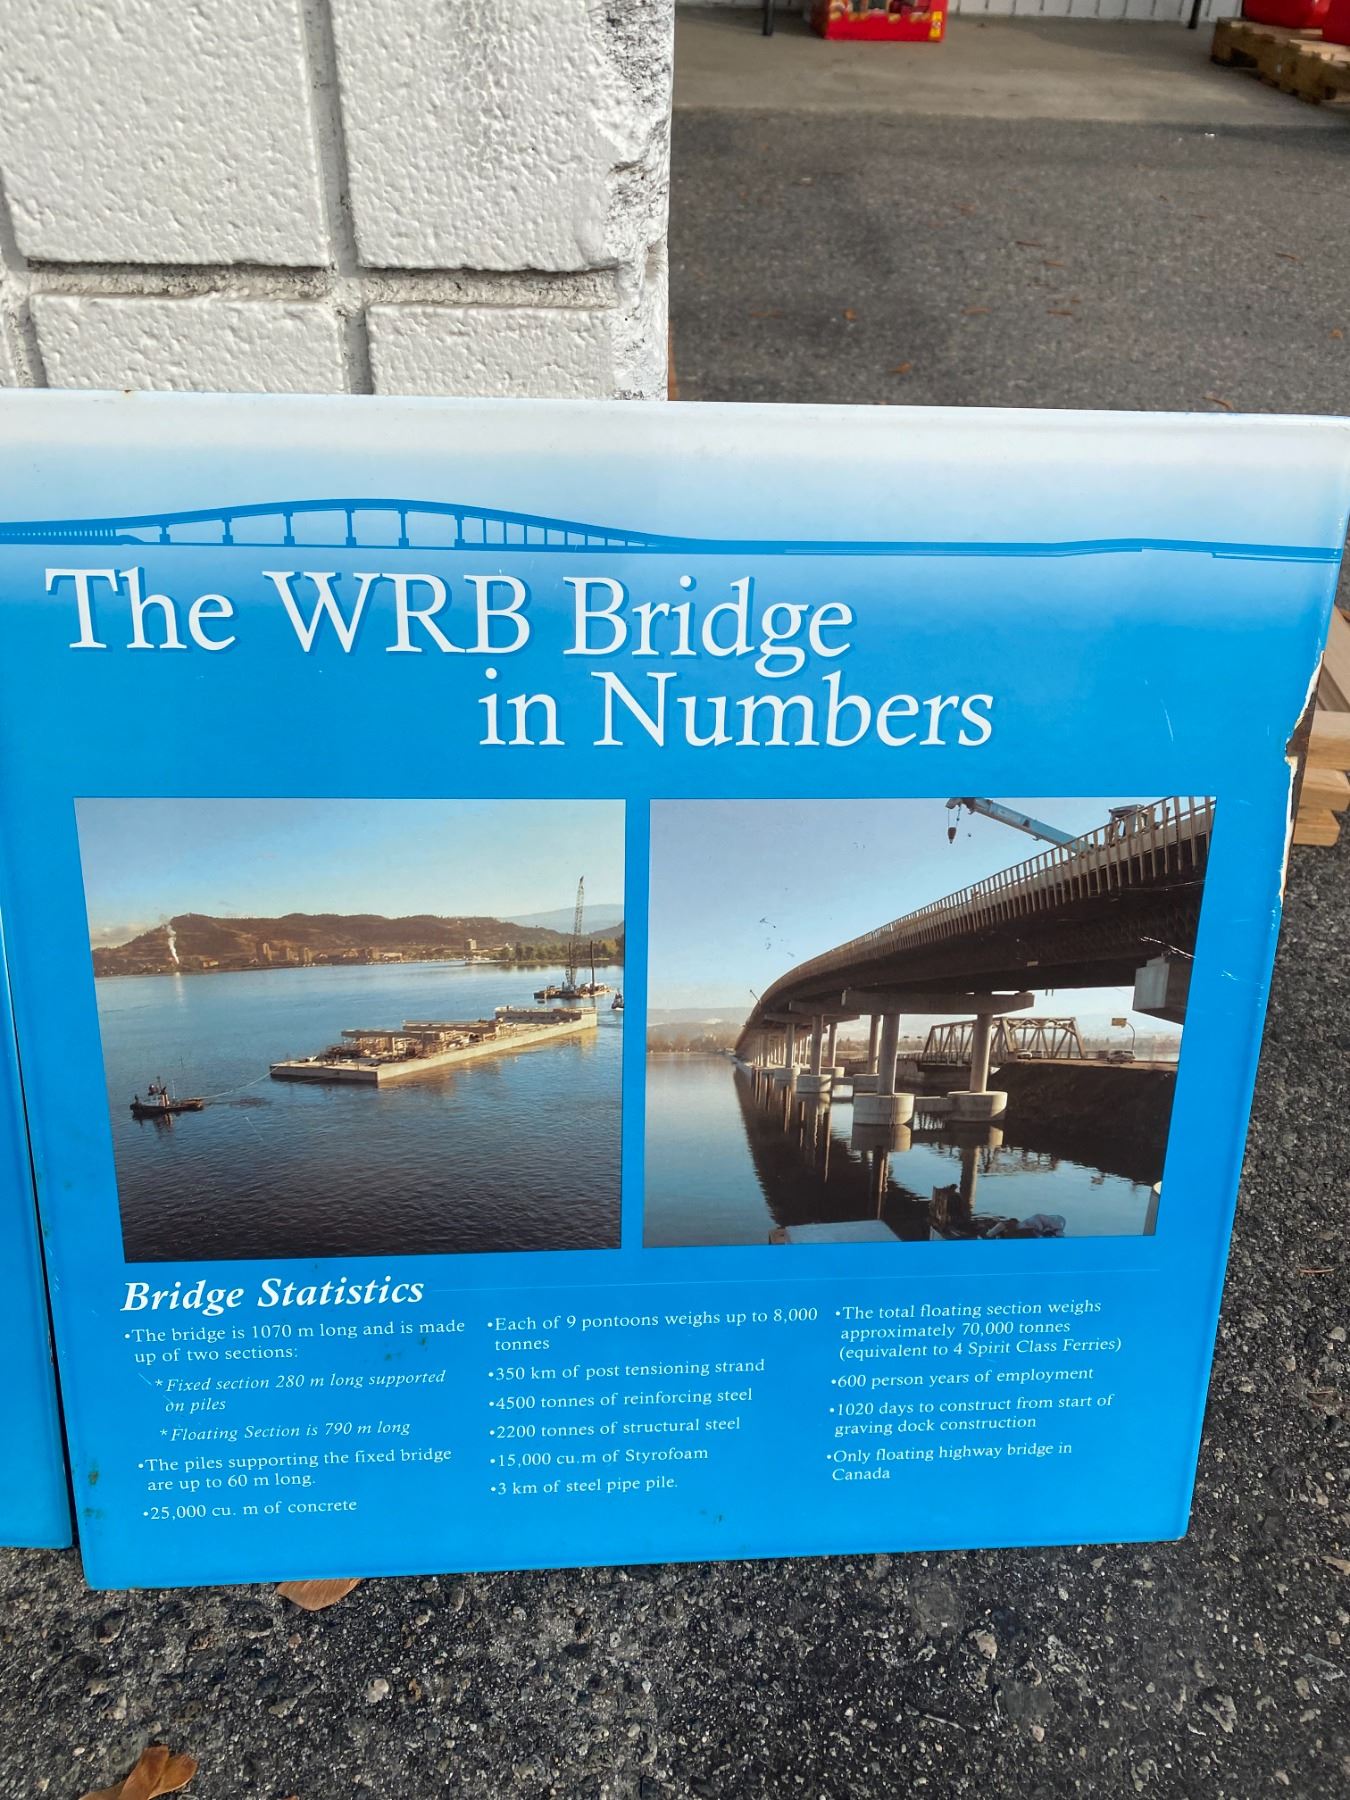 The WRB Bridge
in Numbers
Bridge Statistics
•The bridge is 1070 m long and is made
up of two sections:
*Fixed section 280 m long supported
on piles
*Floating Section is 790 m long
•The piles supporting the fixed bridge
are up to 60 m long.
•25,000 cu. m of concrete
•Each of 9 pontoons weighs up to 8,000
tonnes
•350 km of post tensioning strand
•4500 tonnes of reinforcing steel
•2200 tonnes of structural steel
•15,000 cu.m of Styrofoam
•3 km of steel pipe pile.
•The total floating section weighs
approximately 70,000 tonnes
(equivalent to 4 Spirit Class Ferries)
•600 person years of employment
•1020 days to construct from start of
graving dock construction
•Only floating highway bridge in
Canada